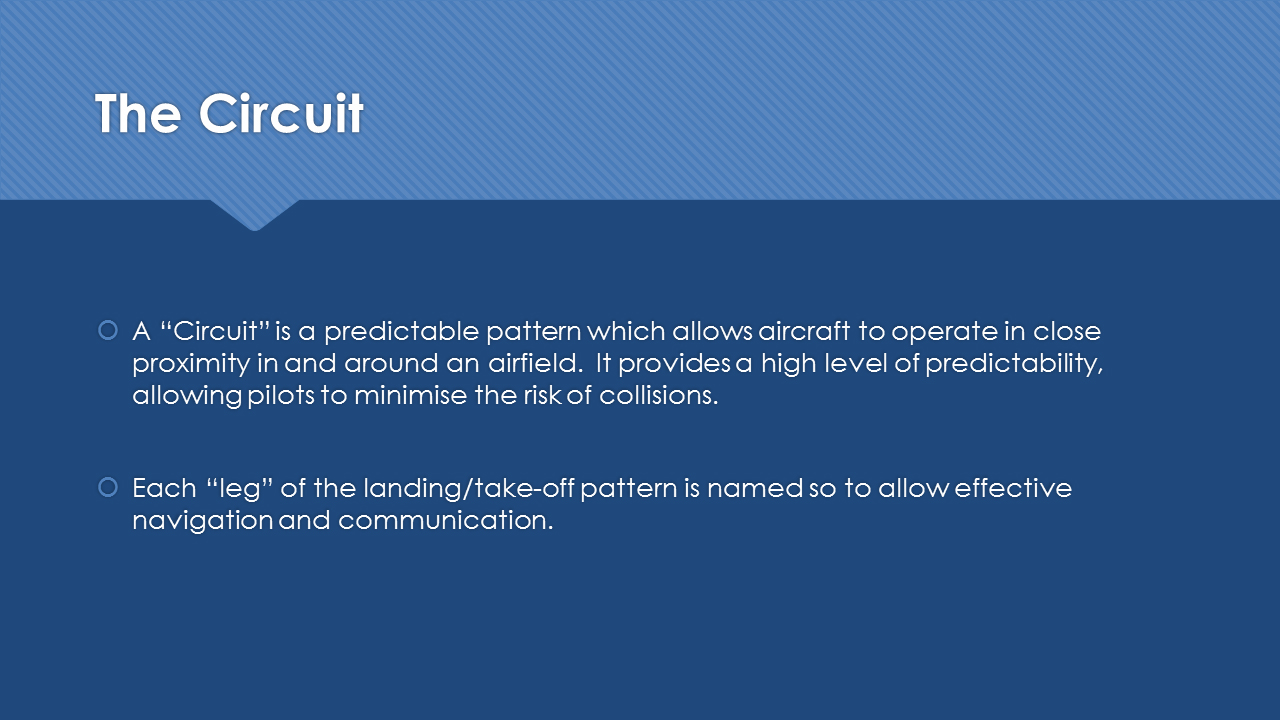 The Circuit
A “Circuit” is a predictable pattern which allows aircraft to operate in close
proximity in and around an airfield.  It provides a high level of predictability,
allowing pilots to minimise the risk of collisions.
Each “leg” of the landing/take-off pattern is named so to allow effective
navigation and communication.